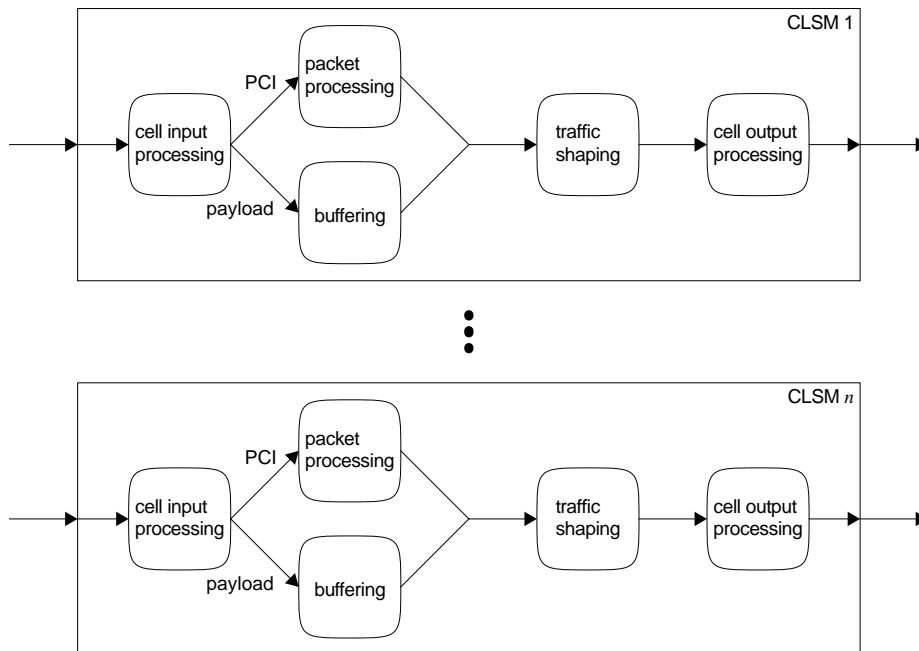 CLSM 1
packet
processing
PCI
cell input
processing
traffic
shaping
cell output
processing
payload
buffering
CLSM n
packet
processing
PCI
cell input
processing
traffic
shaping
cell output
processing
payload
buffering